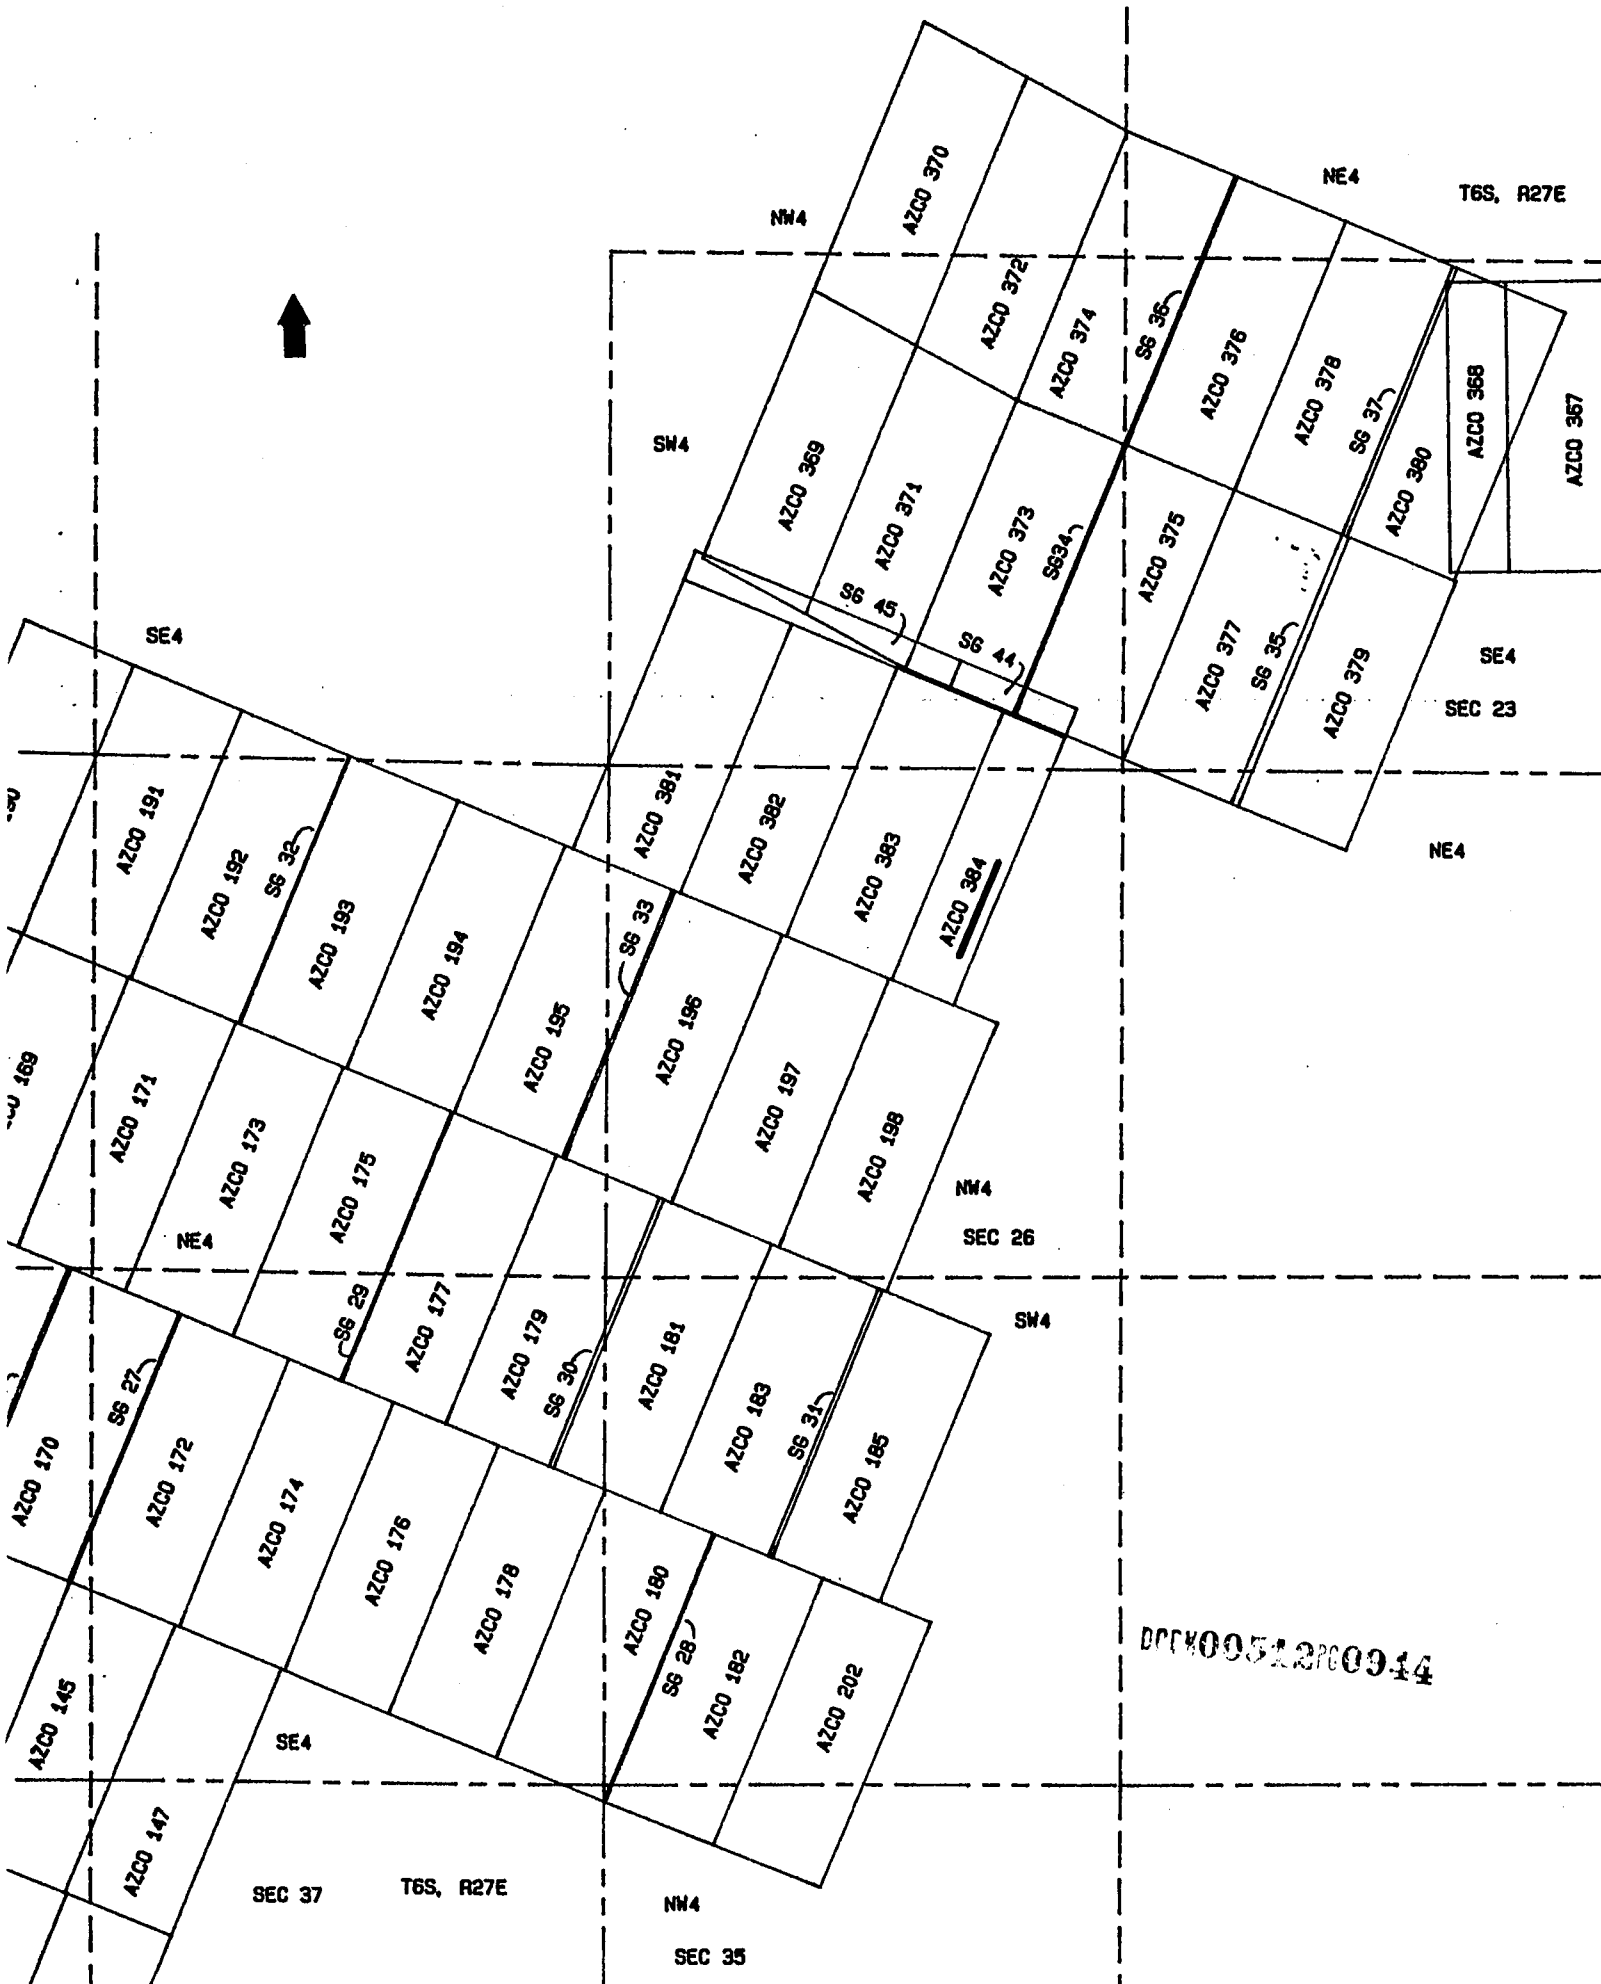 NE4
T6S, R27E
NW4
AZCO 370
AZCO 372
AZCO 374
SG 36
AZCO 376
AZCO 378
SG 37
AZCO 380
AZCO 368
AZCO 367
SW4
AZCO 369
AZCO 371
AZCO 373
SG34
AZCO 375
AZCO 377
SG 35
AZCO 379
SG 45
SG 44
SE4
SEC 23
NE4
SE4
AZCO 381
AZCO 382
AZCO 383
AZCO 384
AZCO 191
AZCO 192
SG 32
AZCO 193
AZCO 194
AZCO 195
SG 33
AZCO 196
AZCO 197
AZCO 198
169
AZCO 171
AZCO 173
AZCO 175
SG 29
AZCO 177
AZCO 179
SG 30
AZCO 181
AZCO 183
SG 31
AZCO 185
NE4
NW4
SEC 26
SW4
AZCO 170
SG 27
AZCO 172
AZCO 174
AZCO 176
AZCO 178
AZCO 180
SG 28
AZCO 182
AZCO 202
AZCO 145
AZCO 147
SE4
0944
SEC 37
T6S, R27E
NW4
SEC 35